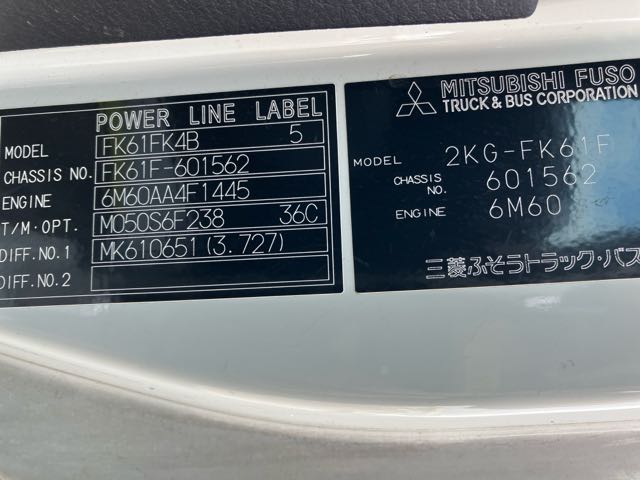 POWER LINE LABEL
MODEL FK61FK4B 5
CHASSIS NO. FK61F-601562
ENGINE 6M60AA4F1445
T/M·OPT. M050S6F238 36C
DIFF.NO.1 MK610651(3.727)
DIFF.NO.2
MITSUBISHI FUSO
TRUCK & BUS CORPORATION
MODEL 2KG-FK61F
CHASSIS NO. 601562
ENGINE 6M60
三菱ふそうトラック・バス